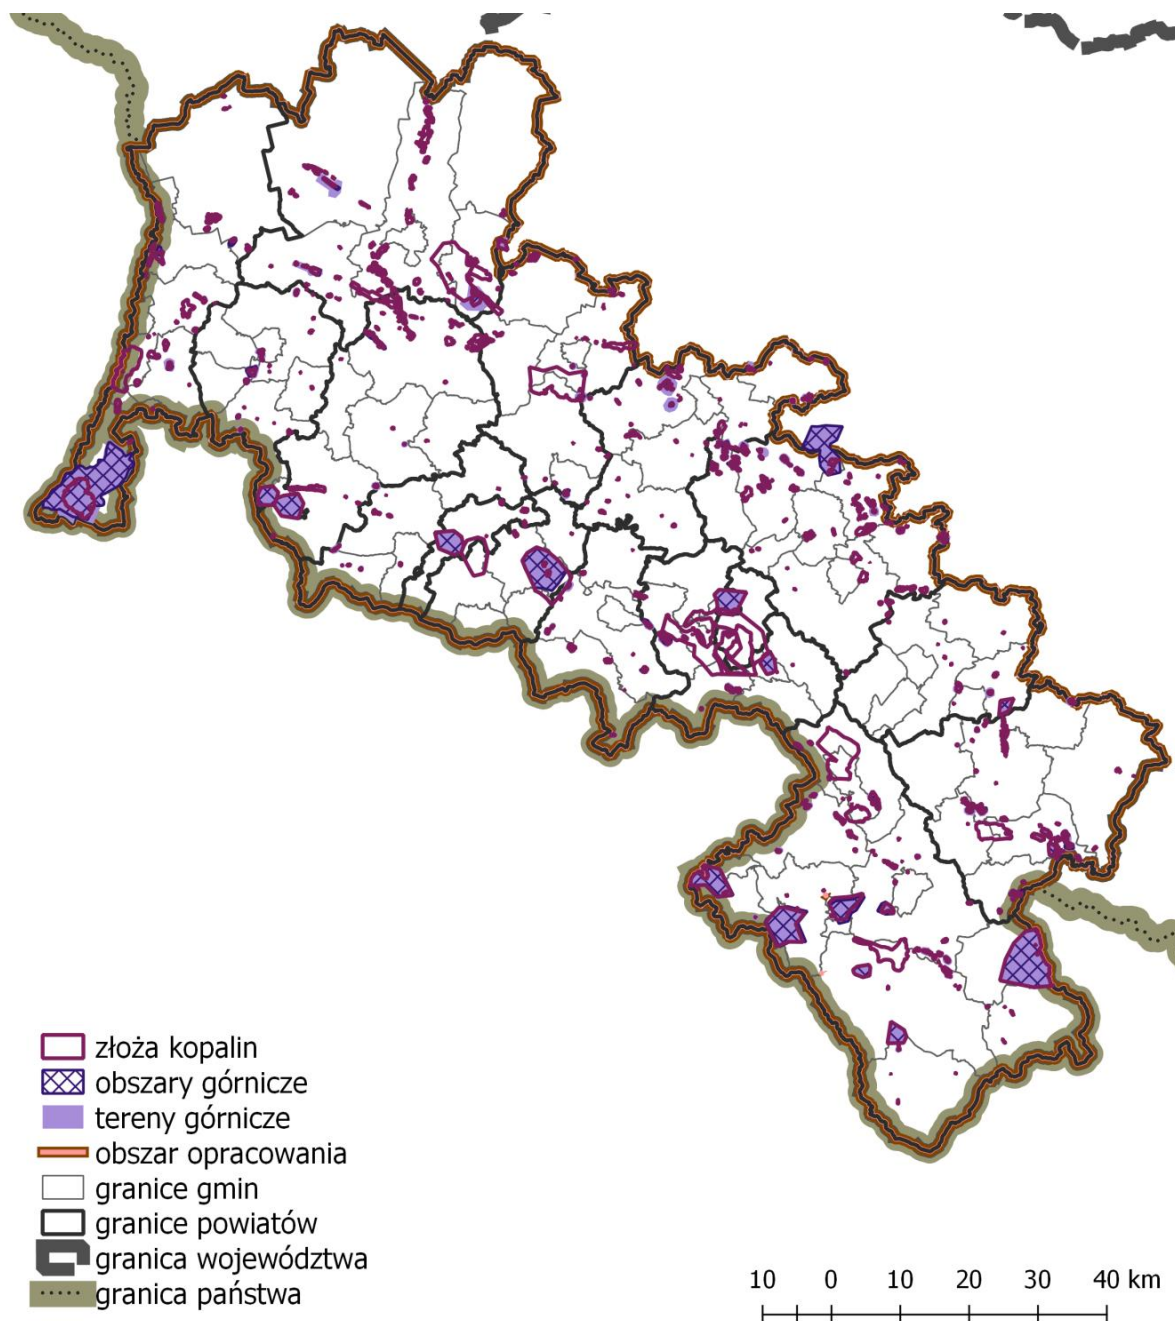 złoża kopalin
obszary górnicze
tereny górnicze
obszar opracowania
granice gmin
granice powiatów
granica województwa
granica państwa
10 0 10 20 30 40 km